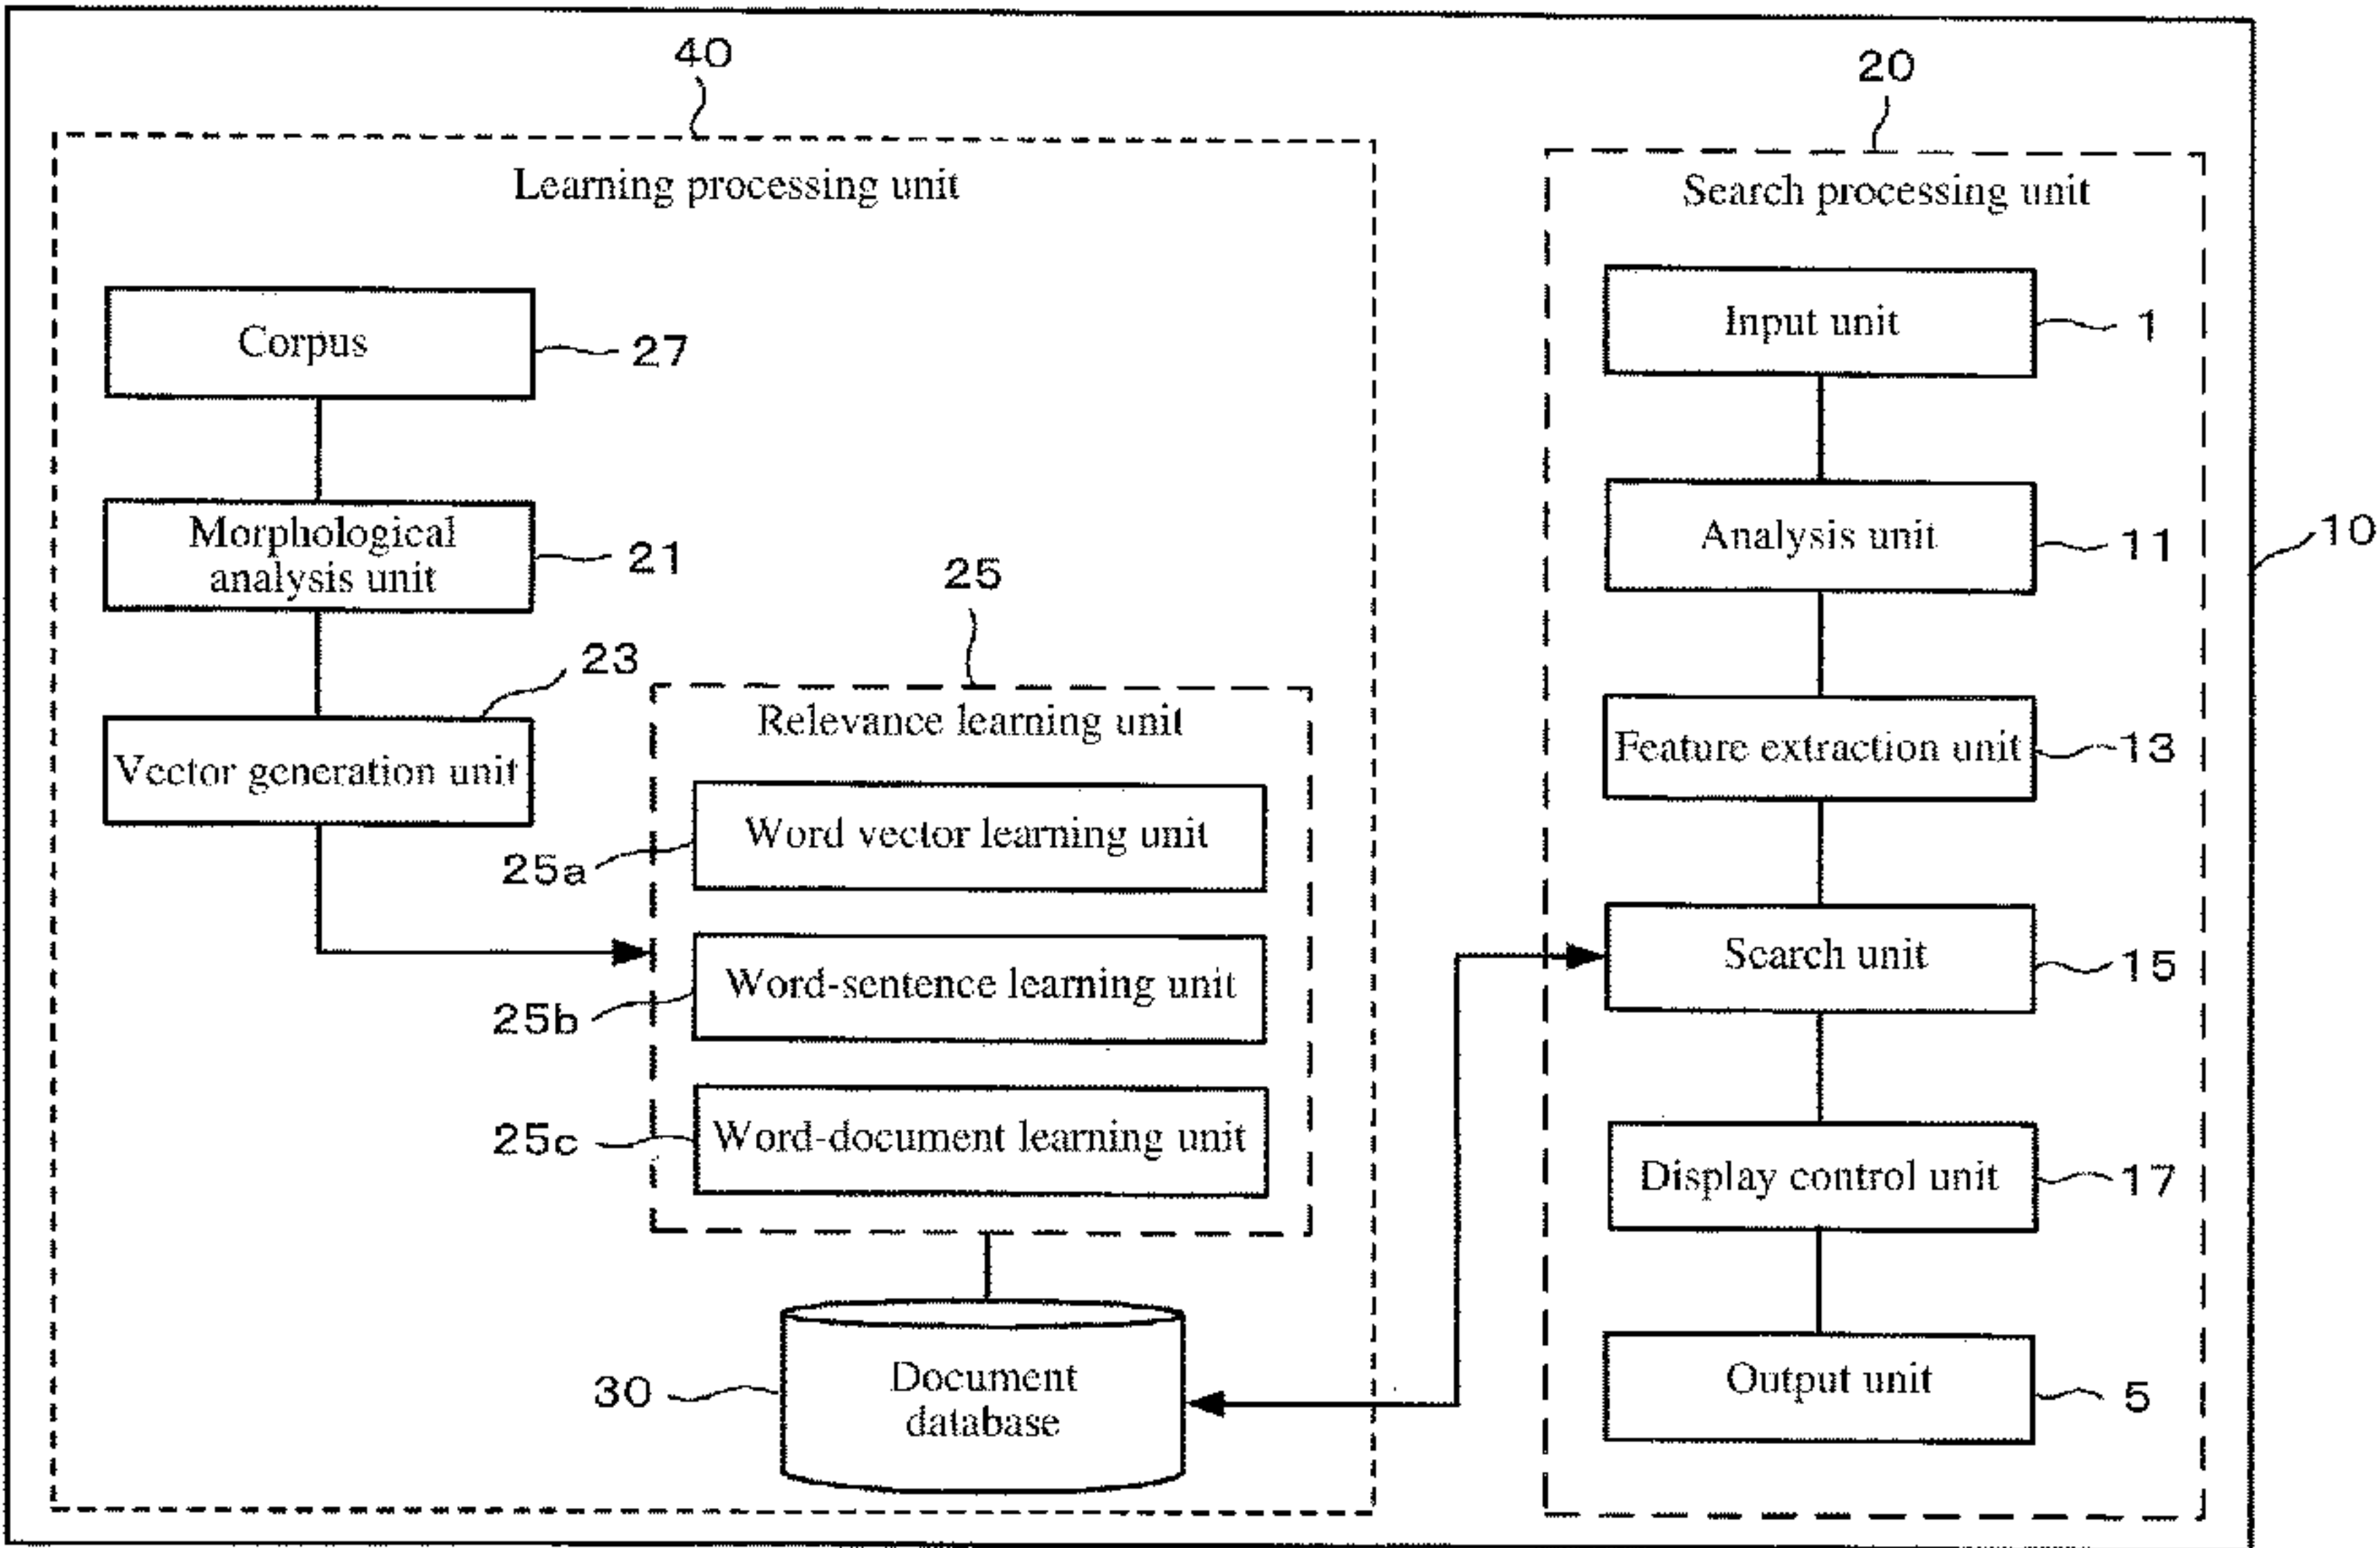 40
Learning processing unit
Corpus
27
Morphological
analysis unit
21
23
Vector generation unit
25
Relevance learning unit
Word vector learning unit
25a
Word-sentence learning unit
25b
Word-document learning unit
25c
Document
database
30
20
Search processing unit
Input unit
1
Analysis unit
11
Feature extraction unit
13
Search unit
15
Display control unit
17
Output unit
5
10